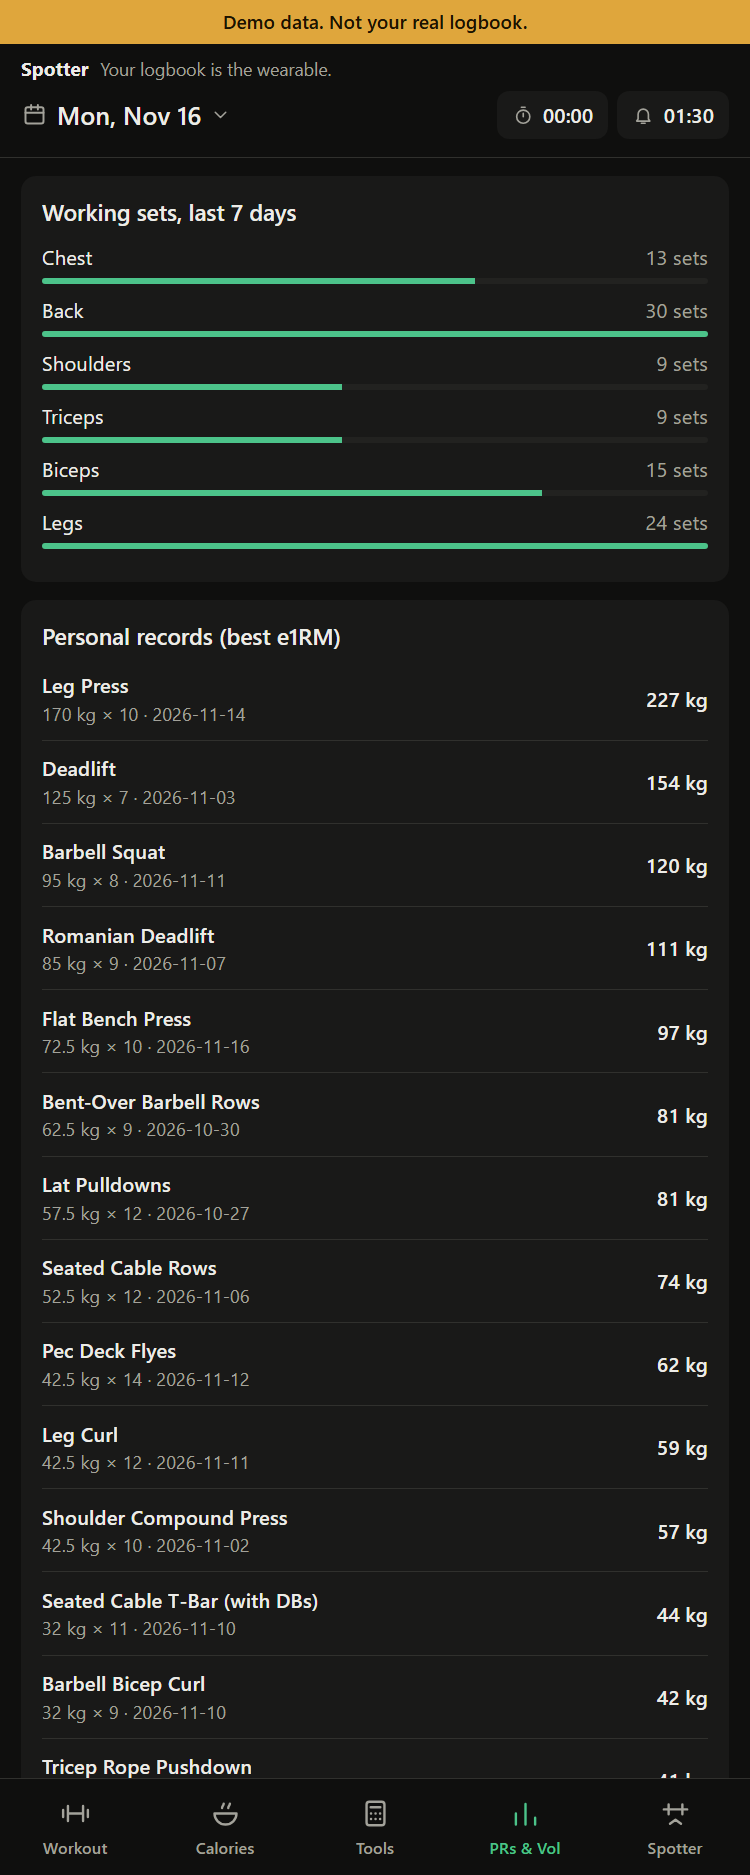 Demo data. Not your real logbook.
Spotter Your logbook is the wearable.
Mon, Nov 16
00:00
01:30
Working sets, last 7 days
Chest 13 sets
Back 30 sets
Shoulders 9 sets
Triceps 9 sets
Biceps 15 sets
Legs 24 sets
Personal records (best e1RM)
Leg Press
170 kg × 10 · 2026-11-14
227 kg
Deadlift
125 kg × 7 · 2026-11-03
154 kg
Barbell Squat
95 kg × 8 · 2026-11-11
120 kg
Romanian Deadlift
85 kg × 9 · 2026-11-07
111 kg
Flat Bench Press
72.5 kg × 10 · 2026-11-16
97 kg
Bent-Over Barbell Rows
62.5 kg × 9 · 2026-10-30
81 kg
Lat Pulldowns
57.5 kg × 12 · 2026-10-27
81 kg
Seated Cable Rows
52.5 kg × 12 · 2026-11-06
74 kg
Pec Deck Flyes
42.5 kg × 14 · 2026-11-12
62 kg
Leg Curl
42.5 kg × 12 · 2026-11-11
59 kg
Shoulder Compound Press
42.5 kg × 10 · 2026-11-02
57 kg
Seated Cable T-Bar (with DBs)
32 kg × 11 · 2026-11-10
44 kg
Barbell Bicep Curl
32 kg × 9 · 2026-11-10
42 kg
Tricep Rope Pushdown
Workout
Calories
Tools
PRs & Vol
Spotter